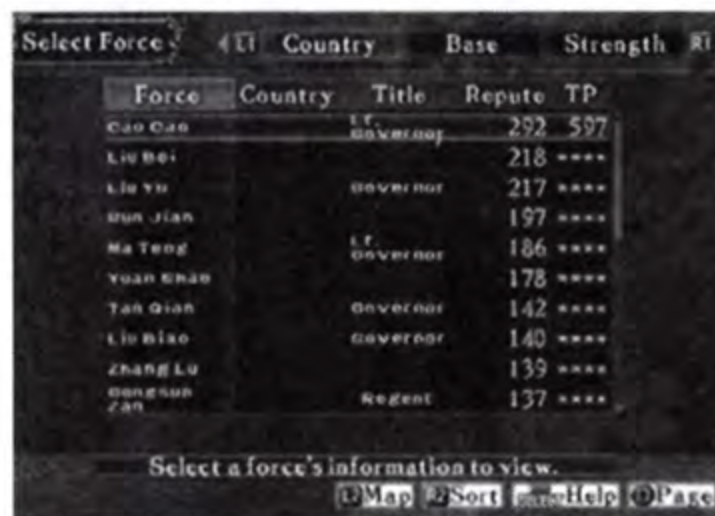 Select Force L1 Country Base Strength R1
Force Country Title Repute TP
Cao Cao Lt. Governor 292 597
Liu Bei 218 ****
Liu Yu Governor 217 ****
Sun Jian 197 ****
Ma Teng Lt. Governor 186 ****
Yuan Shao 178 ****
Tao Qian Governor 142 ****
Liu Biao Governor 140 ****
Zhang Lu 139 ****
Gongsun Zan Regent 137 ****
Select a force's information to view.
Map Sort Help Page